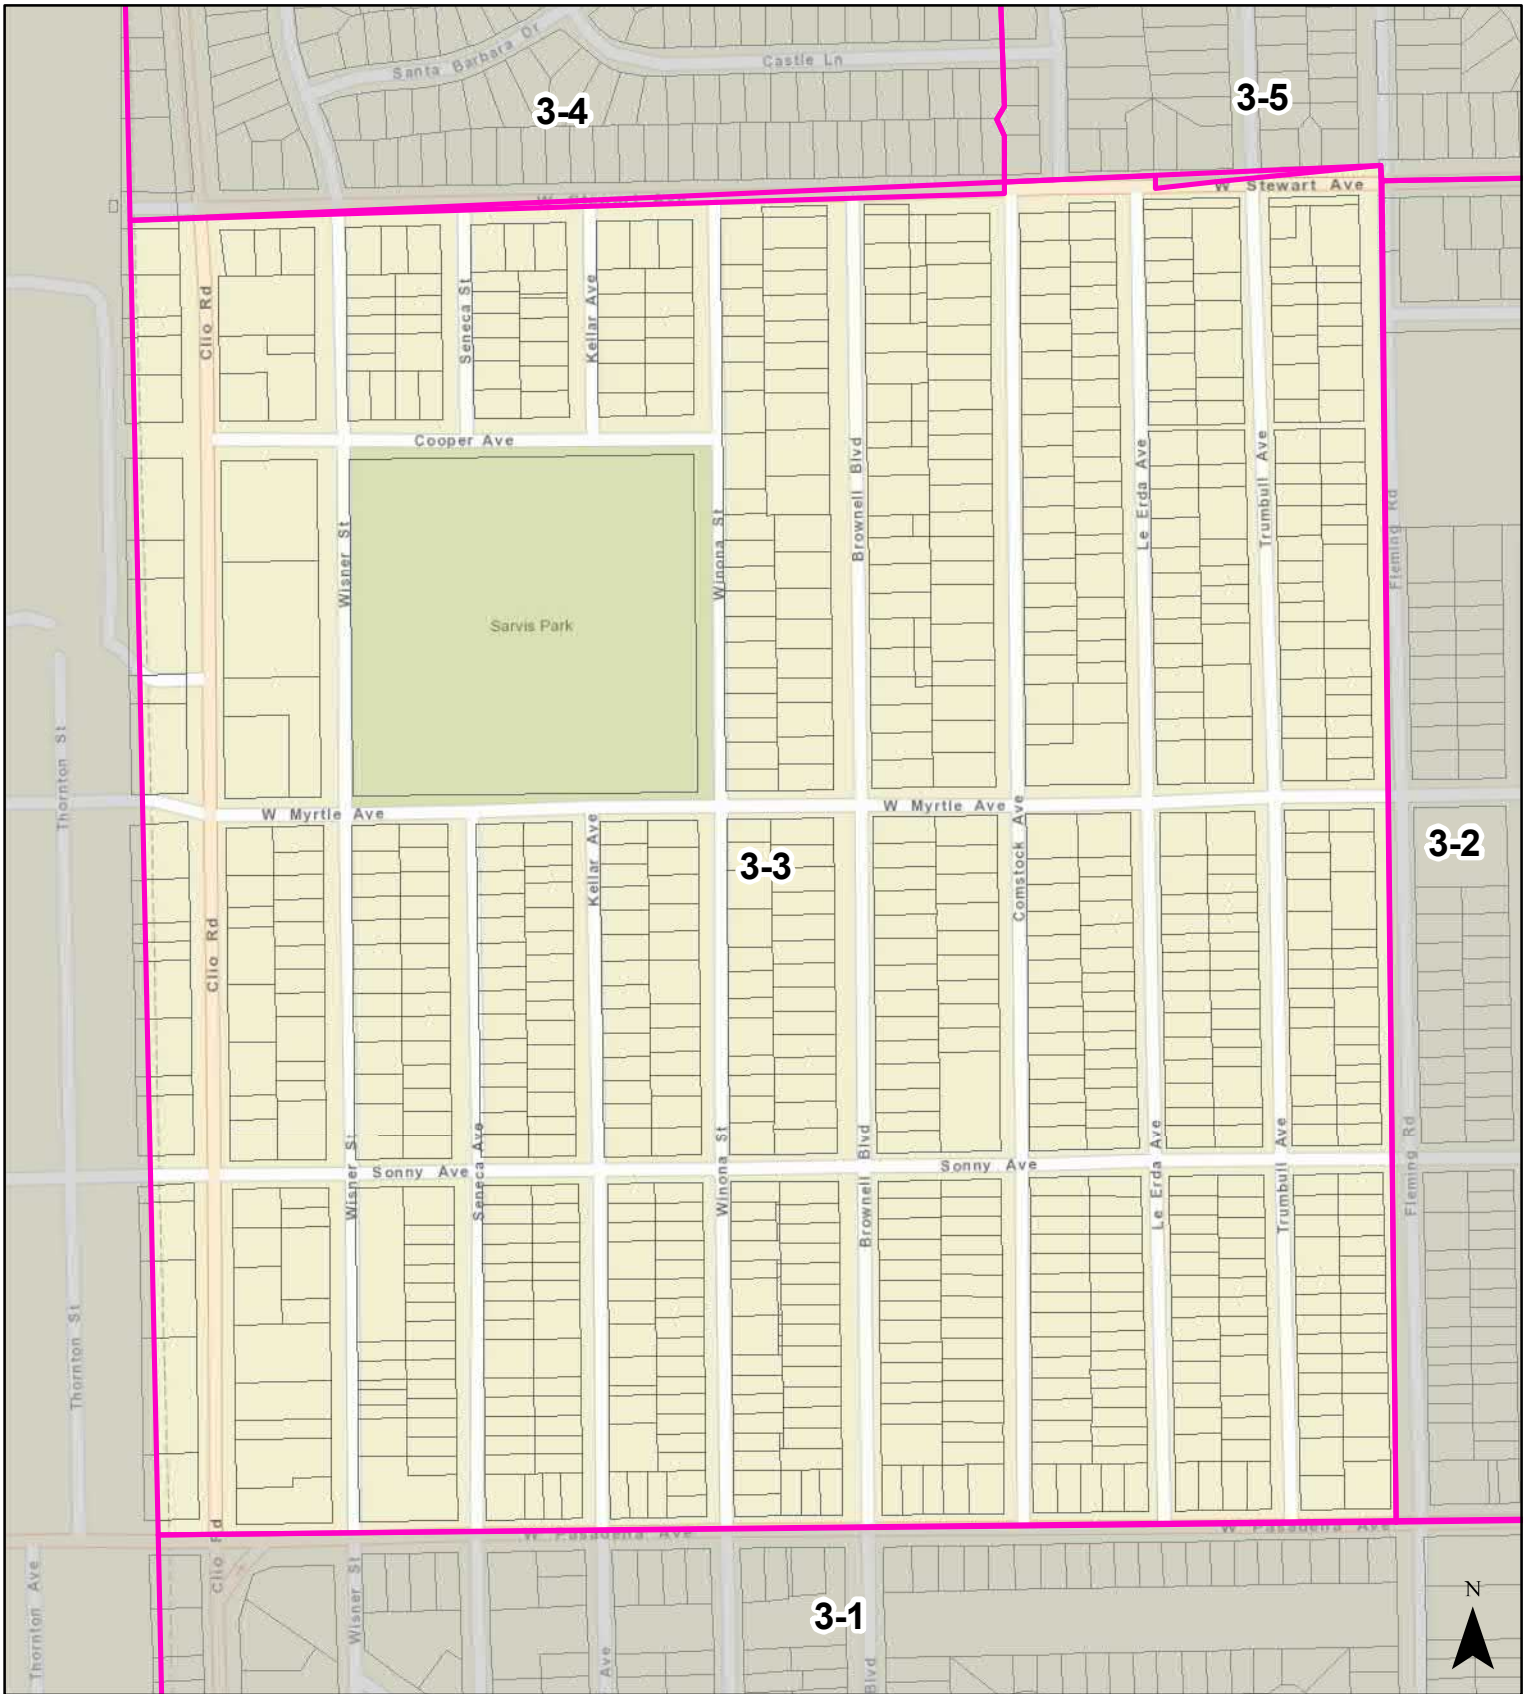 Santa Barbara Dr
Castle Ln
3-4
3-5
W Stewart Ave
W Stewart Ave
Clio Rd
Seneca St
Kellar Ave
Cooper Ave
Brownell Blvd
Le Erda Ave
Trumbull Ave
Fleming Rd
Wisner St
Winona St
Sarvis Park
Thornton St
W Myrtle Ave
W Myrtle Ave
Kellar Ave
Comstock Ave
3-3
3-2
Clio Rd
Wisner St
Seneca Ave
Winona St
Brownell Blvd
Le Erda Ave
Trumbull Ave
Fleming Rd
Sonny Ave
Sonny Ave
Thornton St
W Pasadena Ave
W Pasadena Ave
Clio Rd
Thornton Ave
Wisner St
Ave
Blvd
3-1
N